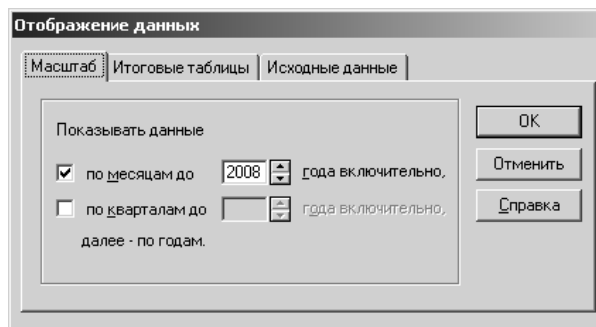 Отображение данных
Масштаб Итоговые таблицы Исходные данные
Показывать данные
по месяцам до 2008 года включительно,
по кварталам до года включительно,
далее - по годам.
OK
Отменить
Справка